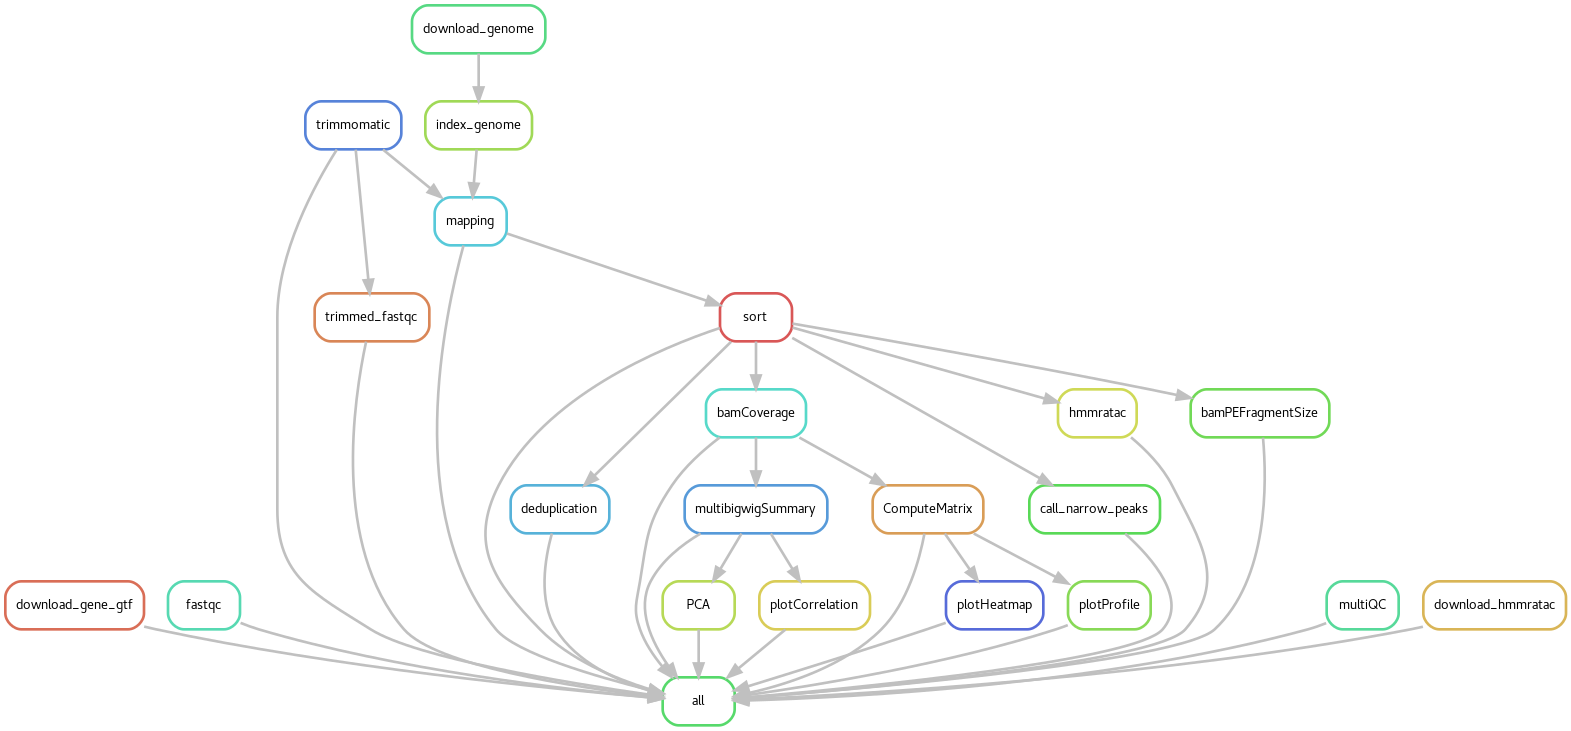 download_genome
trimmomatic
index_genome
mapping
trimmed_fastqc
sort
bamCoverage
hmmratac
bamPEFragmentSize
deduplication
multibigwigSummary
ComputeMatrix
call_narrow_peaks
download_gene_gtf
fastqc
PCA
plotCorrelation
plotHeatmap
plotProfile
multiQC
download_hmmratac
all